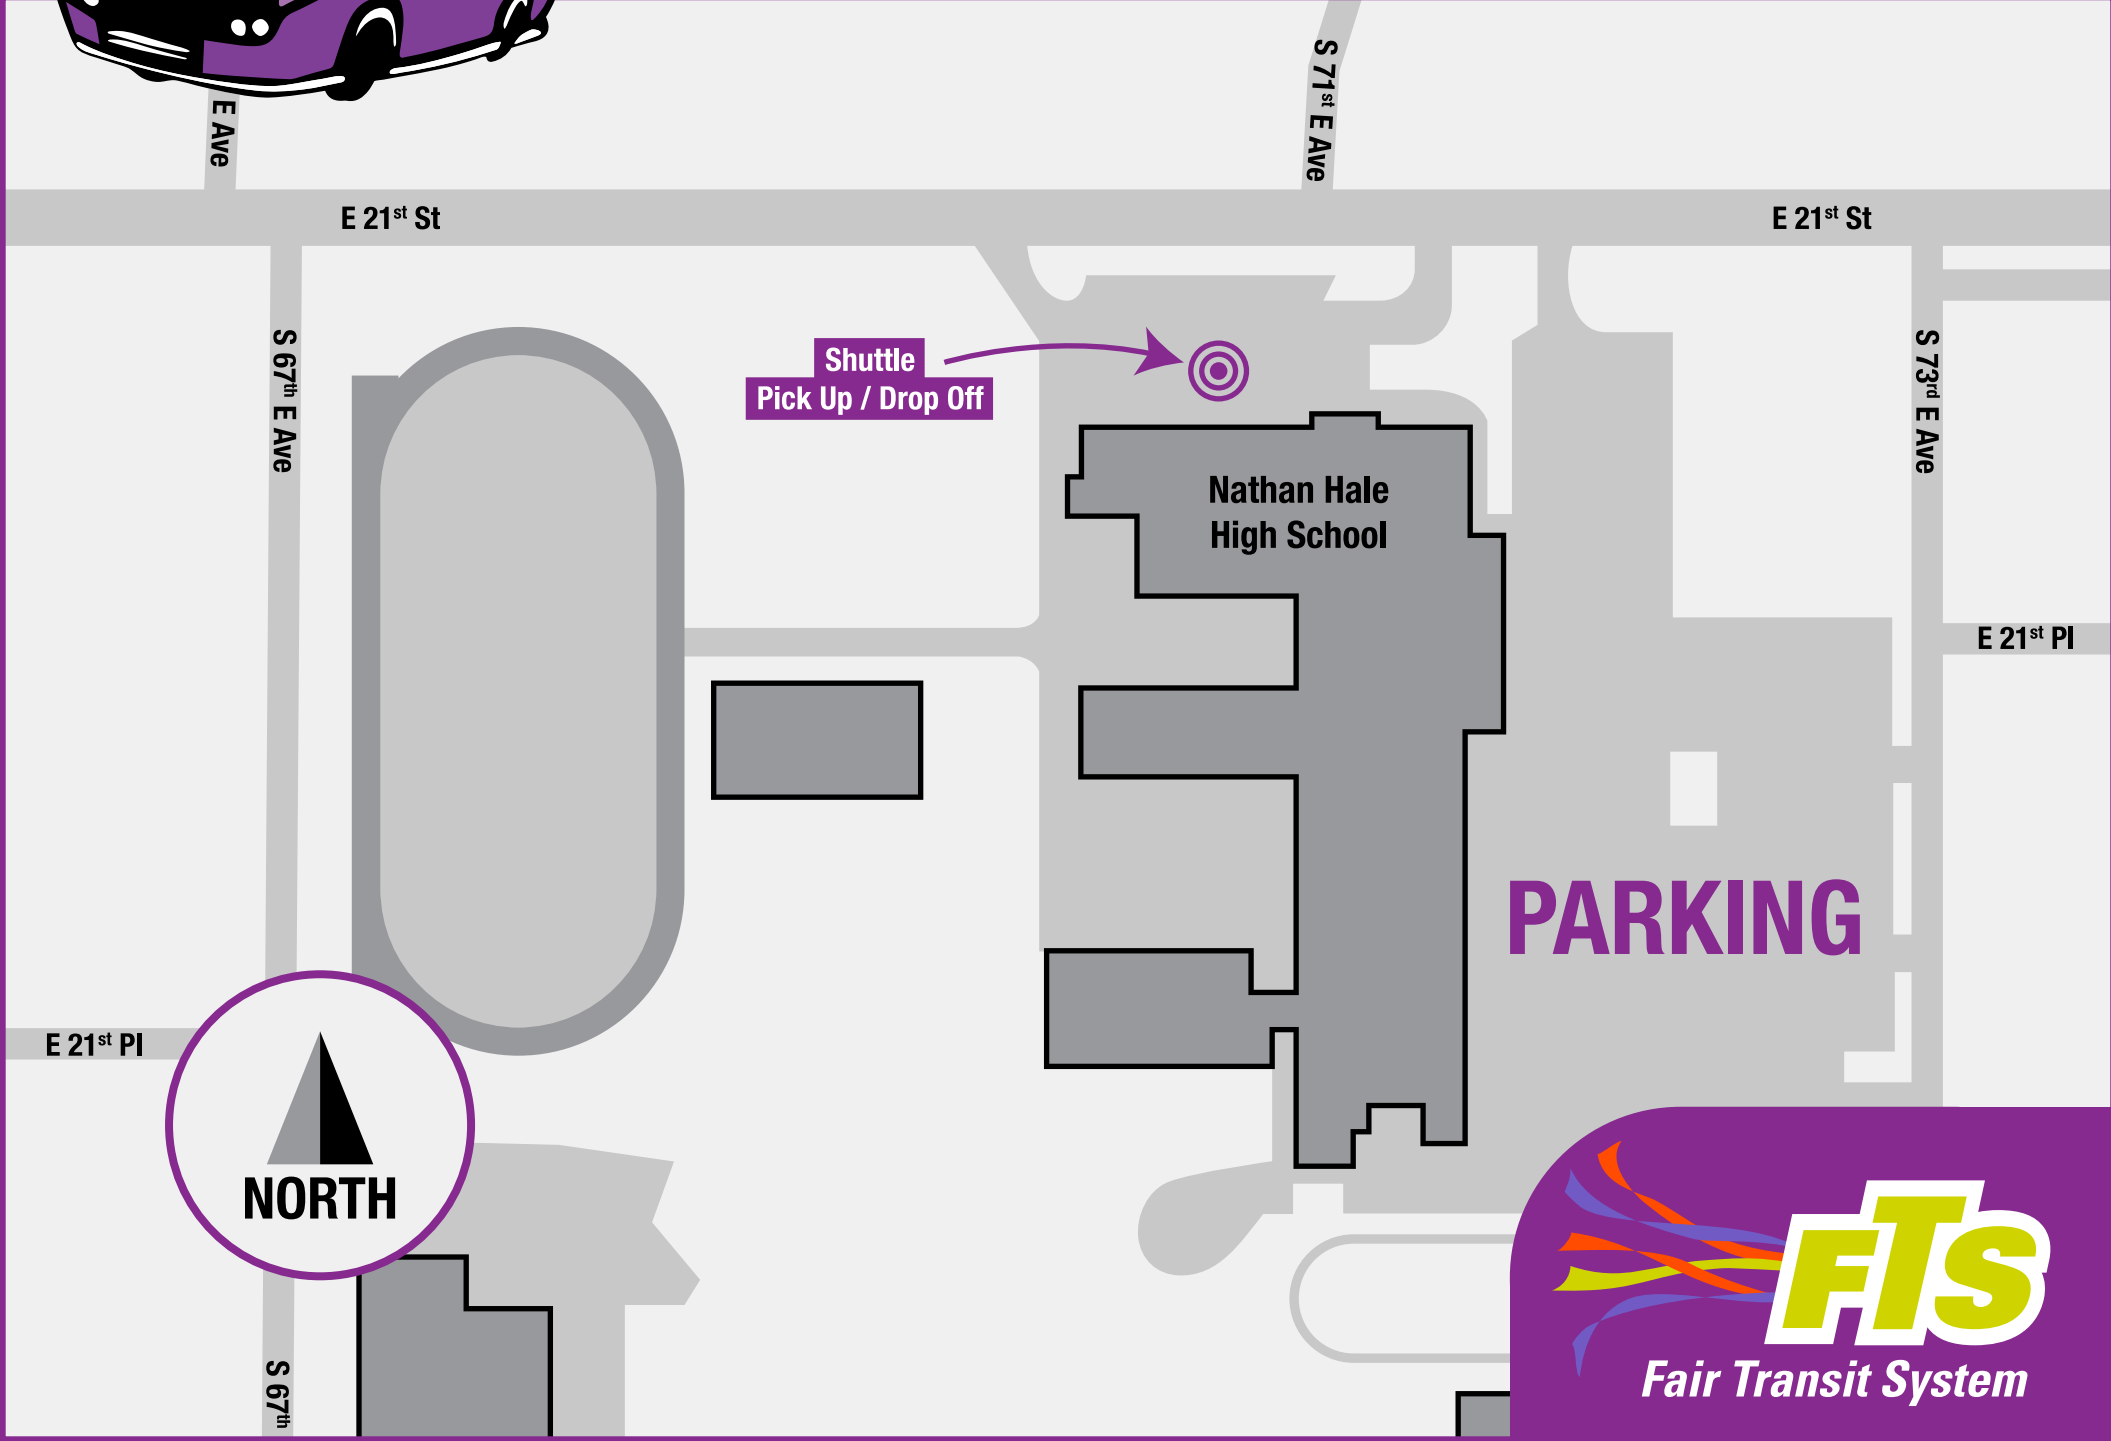 E Ave
S 71st E Ave
E 21st St
E 21st St
S 67th E Ave
Shuttle
Pick Up / Drop Off
S 73rd E Ave
Nathan Hale
High School
E 21st Pl
PARKING
E 21st Pl
NORTH
S 67th
FTS
Fair Transit System